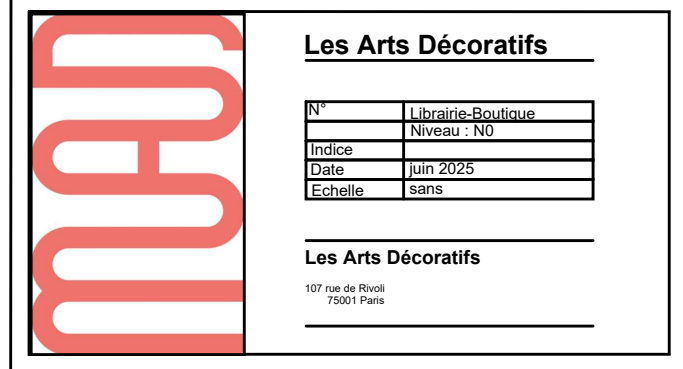 MAD
Les Arts Décoratifs
N° Librairie-Boutique
Niveau : N0
Indice
Date juin 2025
Echelle sans
Les Arts Décoratifs
107 rue de Rivoli
75001 Paris